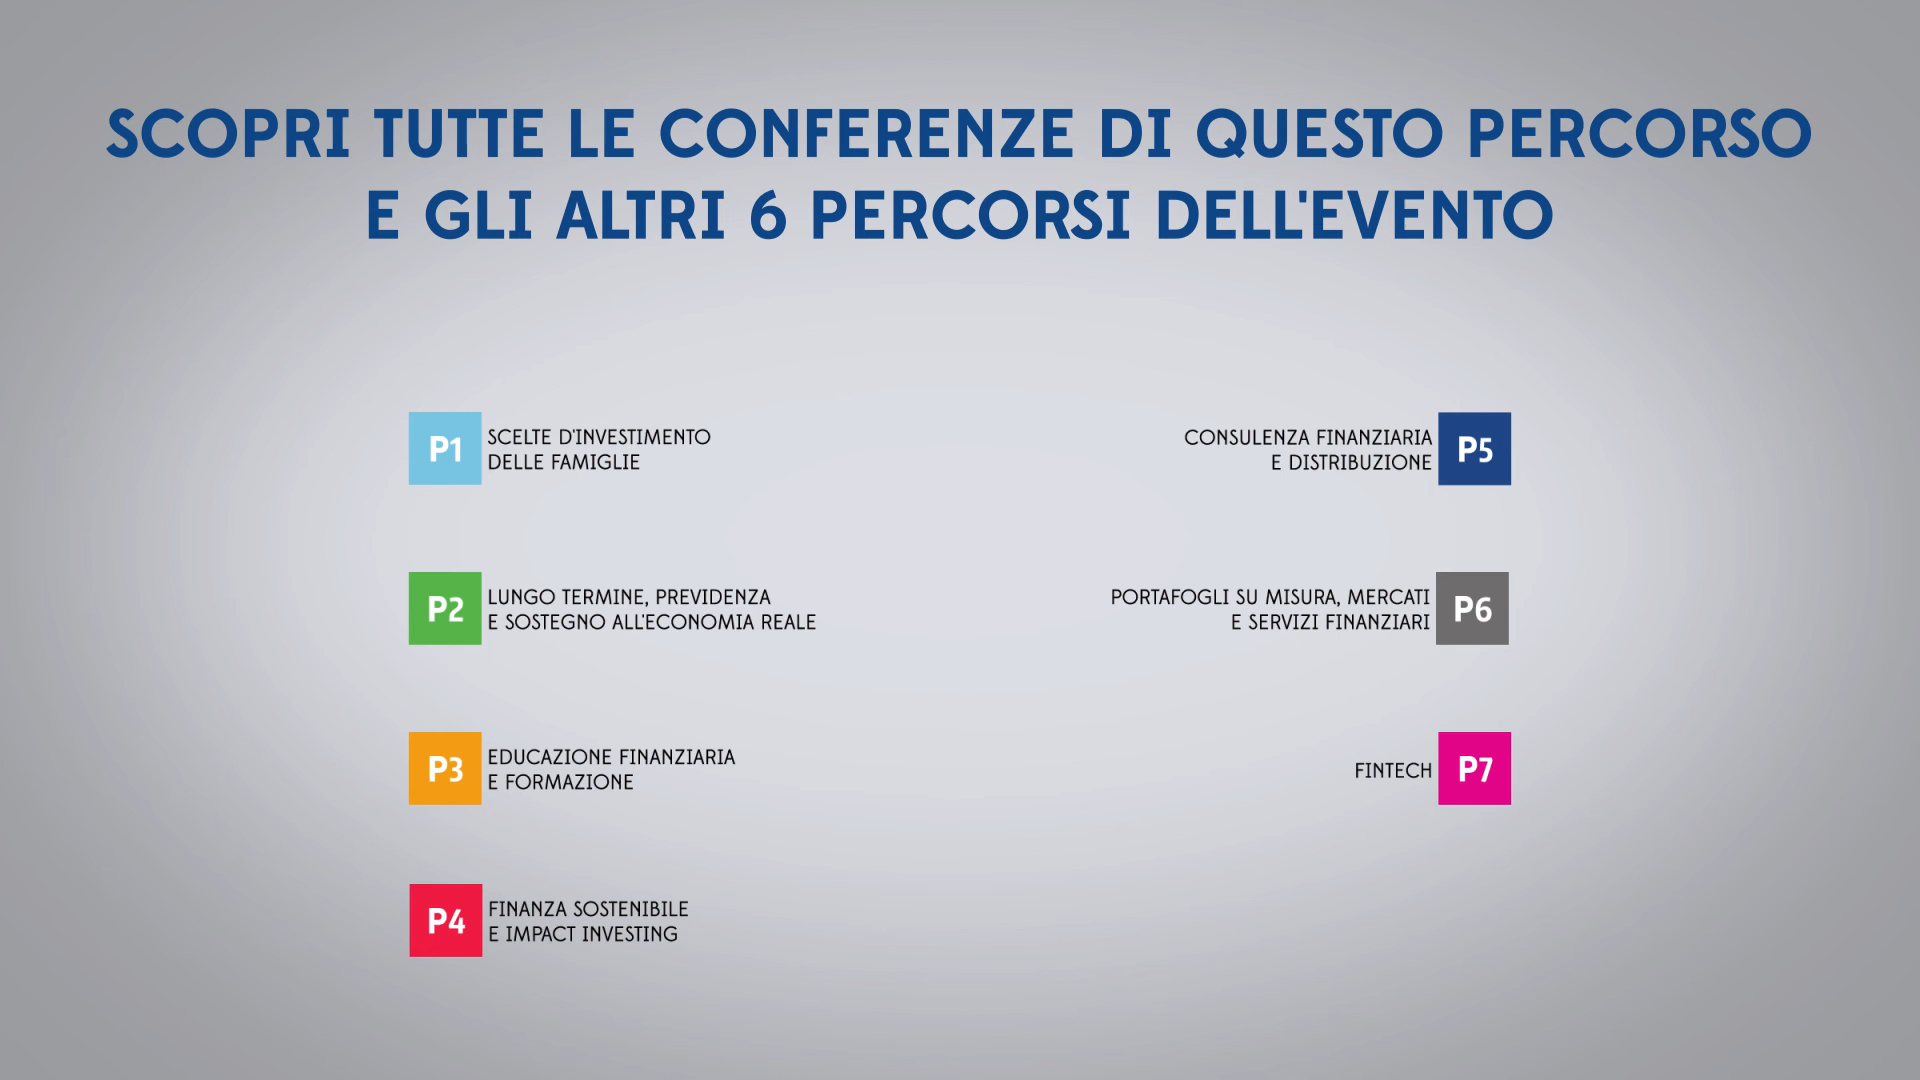 SCOPRI TUTTE LE CONFERENZE DI QUESTO PERCORSO
E GLI ALTRI 6 PERCORSI DELL'EVENTO
P1
SCELTE D'INVESTIMENTO
DELLE FAMIGLIE
P2
LUNGO TERMINE, PREVIDENZA
E SOSTEGNO ALL'ECONOMIA REALE
P3
EDUCAZIONE FINANZIARIA
E FORMAZIONE
P4
FINANZA SOSTENIBILE
E IMPACT INVESTING
CONSULENZA FINANZIARIA
E DISTRIBUZIONE
P5
PORTAFOGLI SU MISURA, MERCATI
E SERVIZI FINANZIARI
P6
FINTECH
P7